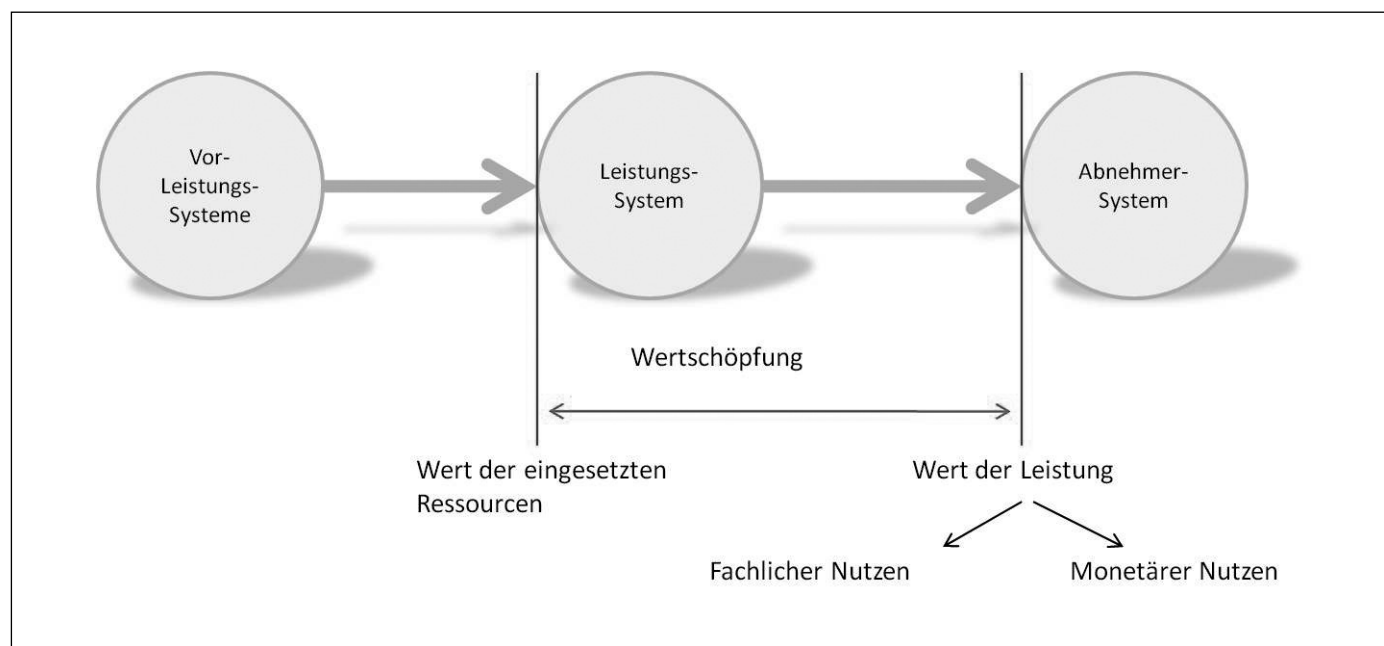 Vor-
Leistungs-
Systeme
Leistungs-
System
Abnehmer-
System
Wertschöpfung
Wert der eingesetzten
Ressourcen
Wert der Leistung
Fachlicher Nutzen
Monetärer Nutzen